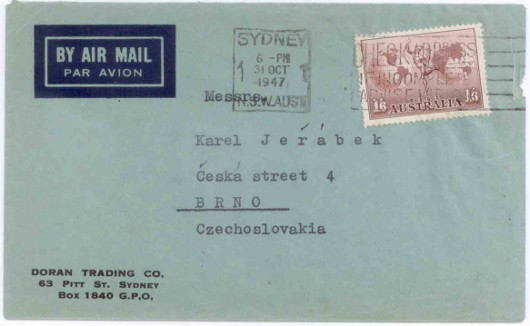 BY AIR MAIL
PAR AVION
SYDNEY
6 - PM
31 OCT
1947
N.S.W. AUST
1/6 AUSTRALIA 1/6
Messrs.
Karel Jeřábek
Česká street 4
BRNO
Czechoslovakia
DORAN TRADING CO.
63 PITT ST. SYDNEY
BOX 1840 G.P.O.